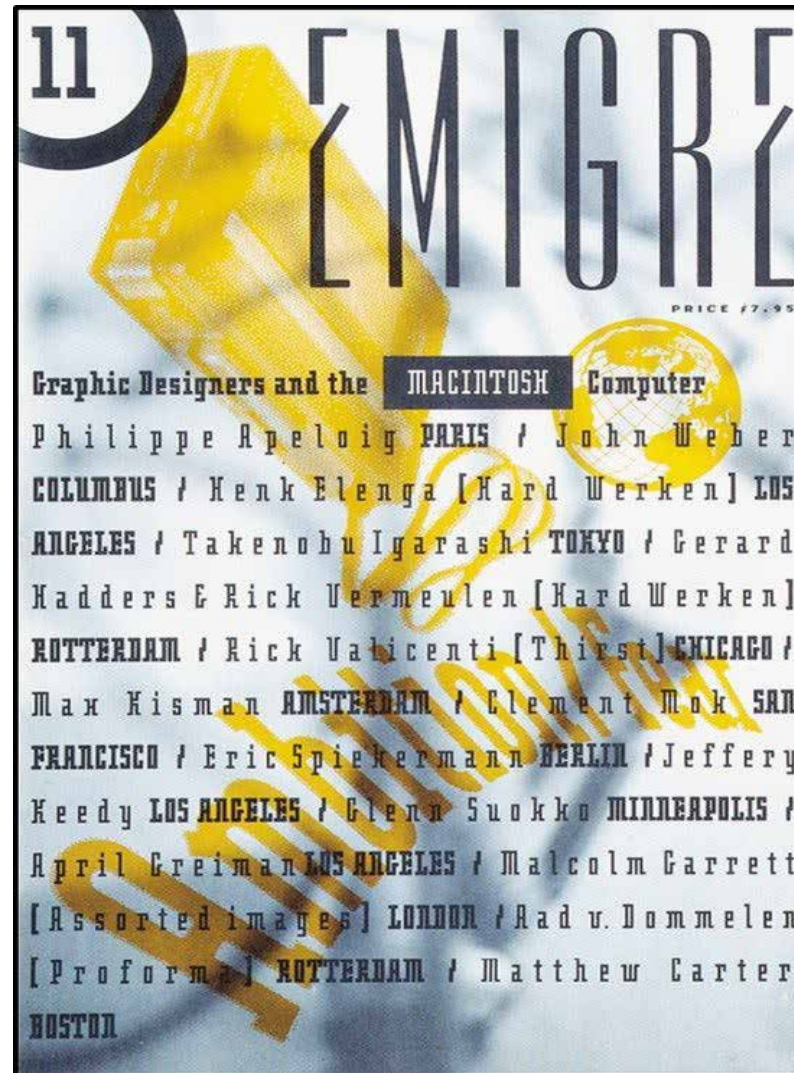 11
EMIGRE
PRICE $7.95
Graphic Designers and the MACINTOSH Computer
Philippe Apeloig PARIS / John Weber
COLUMBUS / Henk Elenga [Hard Werken] LOS
ANGELES / Takenobu Igarashi TOKYO / Gerard
Hadders & Rick Vermeulen [Hard Werken]
ROTTERDAM / Rick Valicenti [Thirst] CHICAGO /
Max Kisman AMSTERDAM / Clement Mok SAN
FRANCISCO / Eric Spiekermann BERLIN / Jeffery
Keedy LOS ANGELES / Glenn Suokko MINNEAPOLIS /
April Greiman LOS ANGELES / Malcolm Garrett
[Assorted images] LONDON / Aad v. Dommelen
[Proforma] ROTTERDAM / Matthew Carter
BOSTON
Ambition/Fear